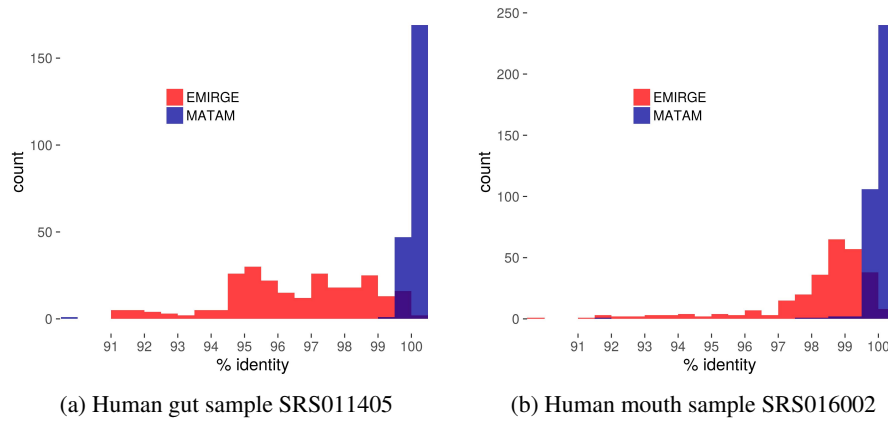 count
150
100
50
0
EMIRGE
MATAM
91 92 93 94 95 96 97 98 99 100
% identity
(a) Human gut sample SRS011405
count
250
200
150
100
50
0
EMIRGE
MATAM
91 92 93 94 95 96 97 98 99 100
% identity
(b) Human mouth sample SRS016002